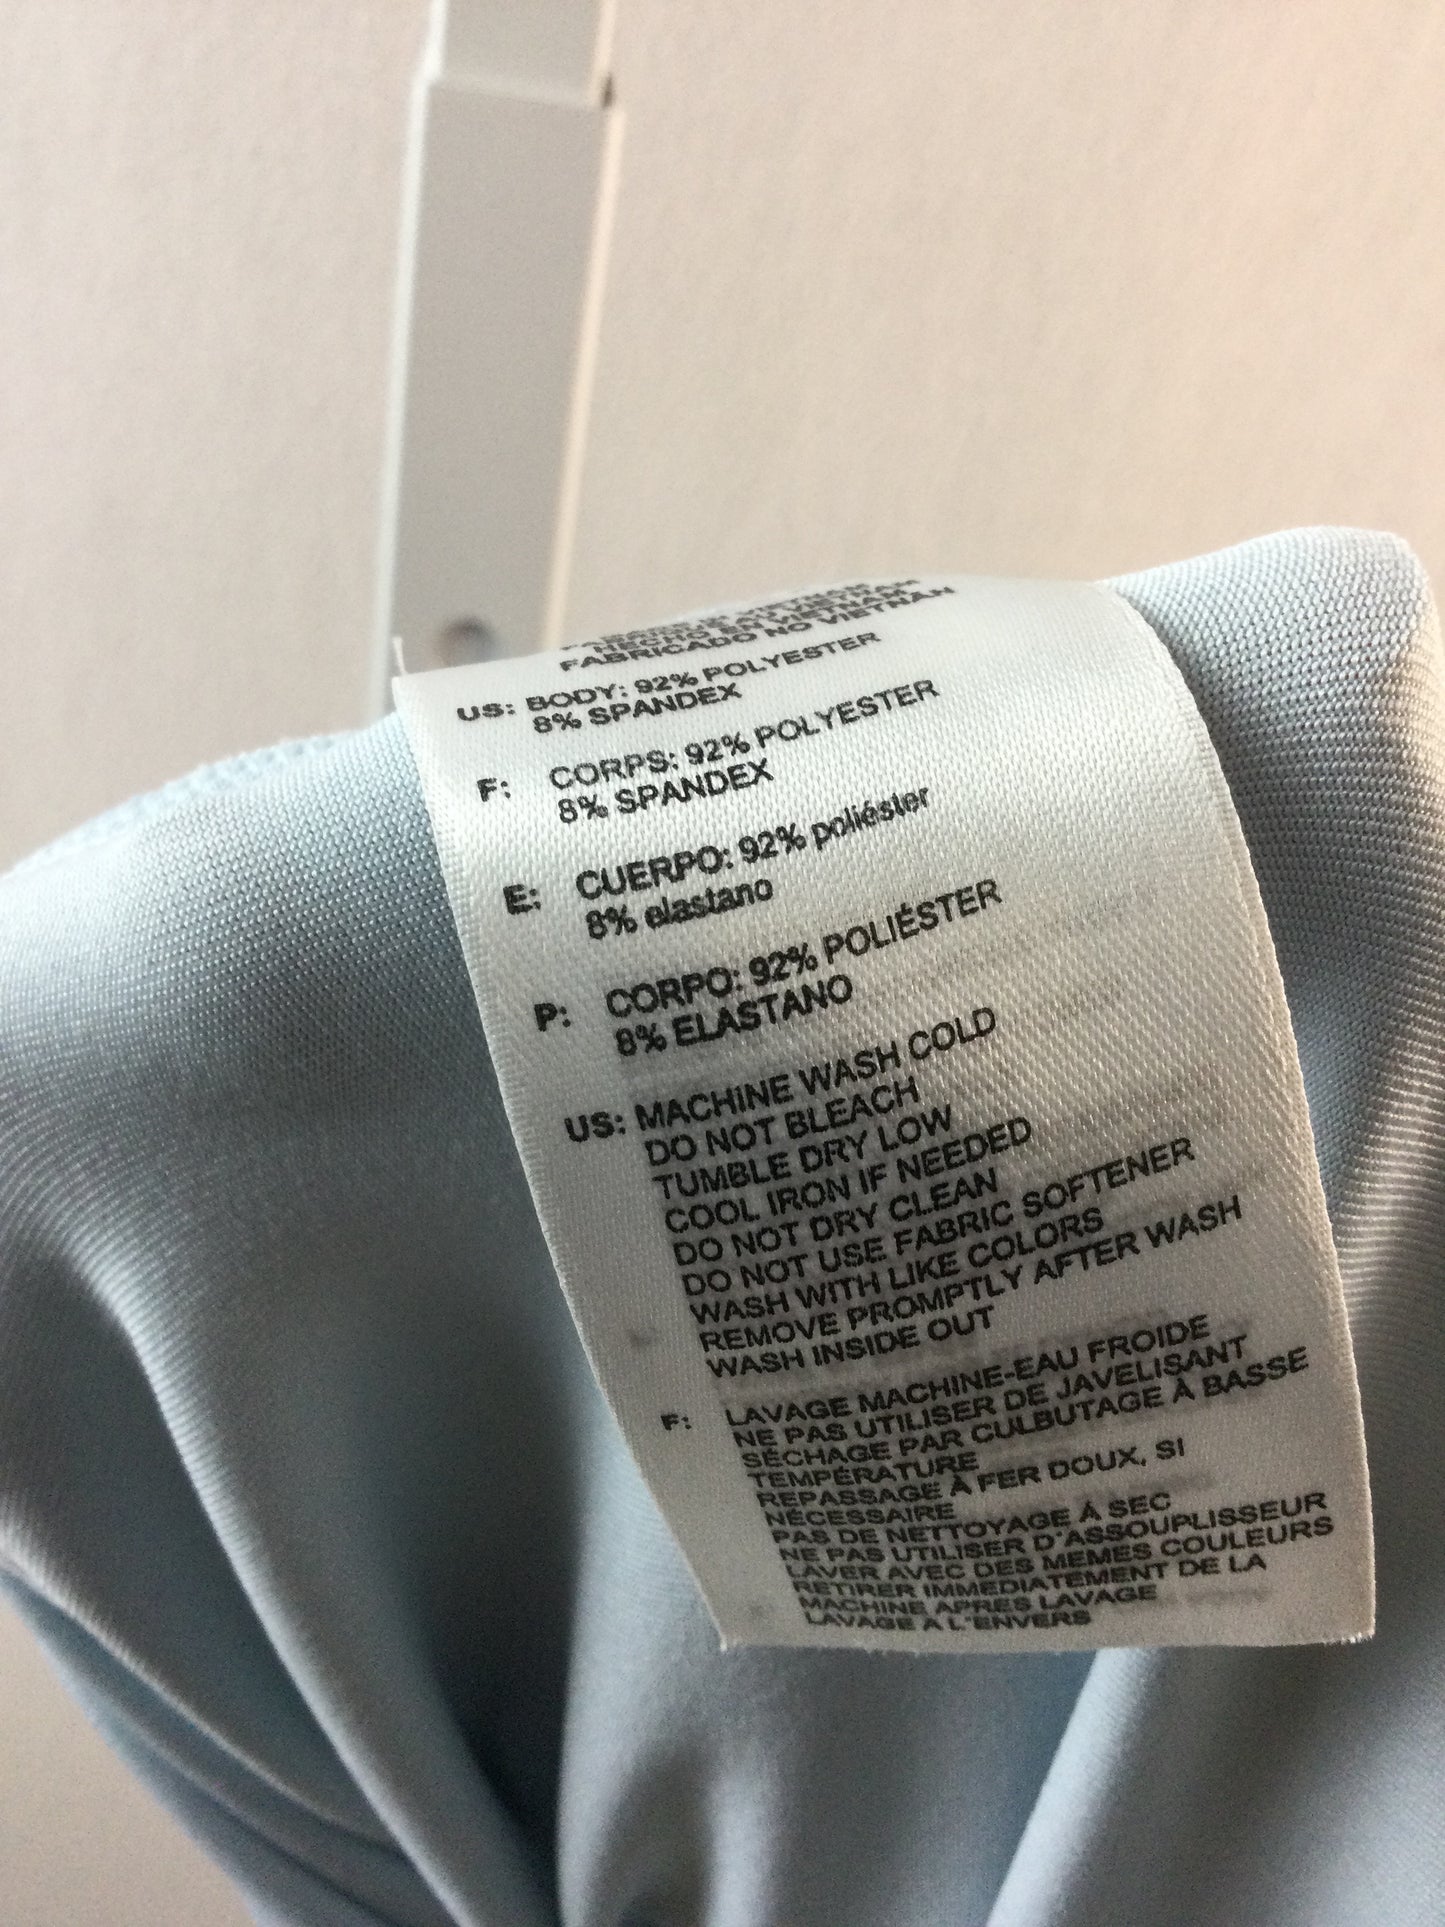 HECHO EN VIETNAM
FABRICADO NO VIETNAN
US: BODY: 92% POLYESTER
8% SPANDEX
F: CORPS: 92% POLYESTER
8% SPANDEX
E: CUERPO: 92% poliéster
8% elastano
P: CORPO: 92% POLIÉSTER
8% ELASTANO
US: MACHINE WASH COLD
DO NOT BLEACH
TUMBLE DRY LOW
COOL IRON IF NEEDED
DO NOT DRY CLEAN
DO NOT USE FABRIC SOFTENER
WASH WITH LIKE COLORS
REMOVE PROMPTLY AFTER WASH
WASH INSIDE OUT
F: LAVAGE MACHINE-EAU FROIDE
NE PAS UTILISER DE JAVELISANT
SÉCHAGE PAR CULBUTAGE À BASSE
TEMPÉRATURE
REPASSAGE À FER DOUX, SI
NÉCESSAIRE
PAS DE NETTOYAGE À SEC
NE PAS UTILISER D'ASSOUPLISSEUR
LAVER AVEC DES MEMES COULEURS
RETIRER IMMEDIATEMENT DE LA
MACHINE APRES LAVAGE
LAVAGE A L'ENVERS